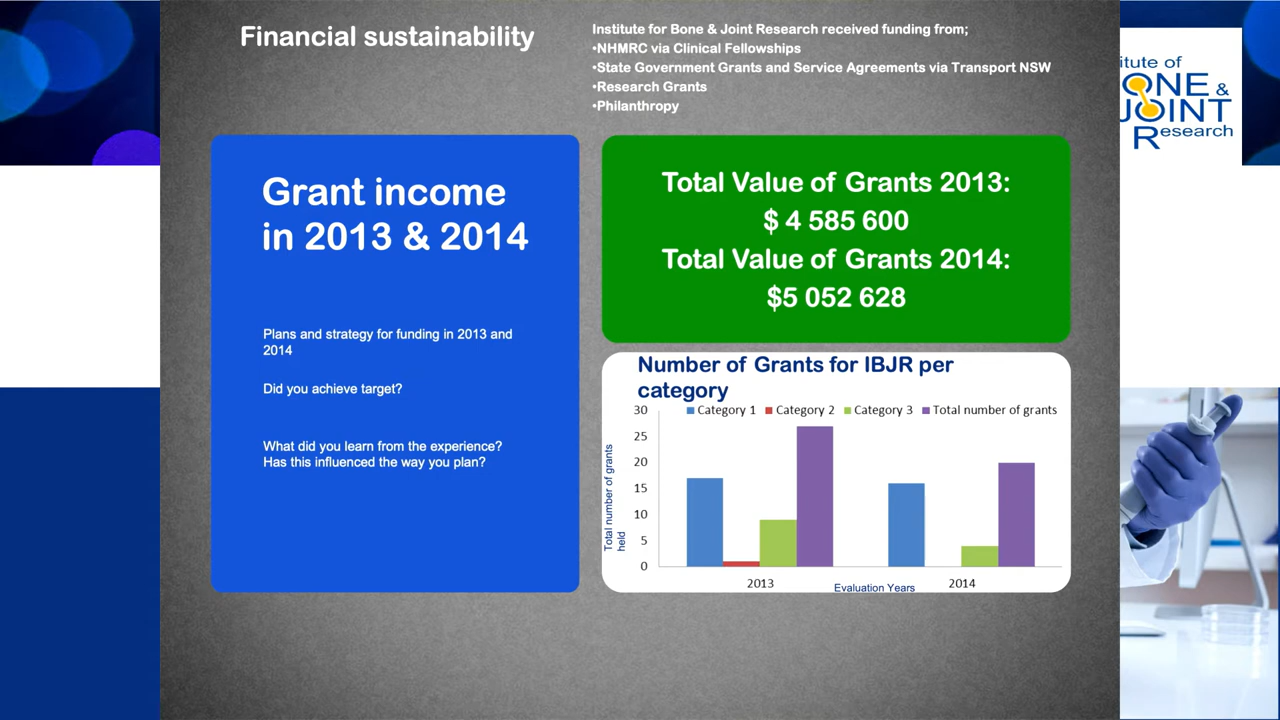 Financial sustainability
Institute for Bone & Joint Research received funding from;
•NHMRC via Clinical Fellowships
•State Government Grants and Service Agreements via Transport NSW
•Research Grants
•Philanthropy
itute of
ONE &
JOINT
Research
Grant income
in 2013 & 2014
Plans and strategy for funding in 2013 and
2014
Did you achieve target?
What did you learn from the experience?
Has this influenced the way you plan?
Total Value of Grants 2013:
$ 4 585 600
Total Value of Grants 2014:
$5 052 628
Number of Grants for IBJR per
category
Category 1 Category 2 Category 3 Total number of grants
30
25
20
15
10
5
0
Total number of grants
held
2013 2014
Evaluation Years